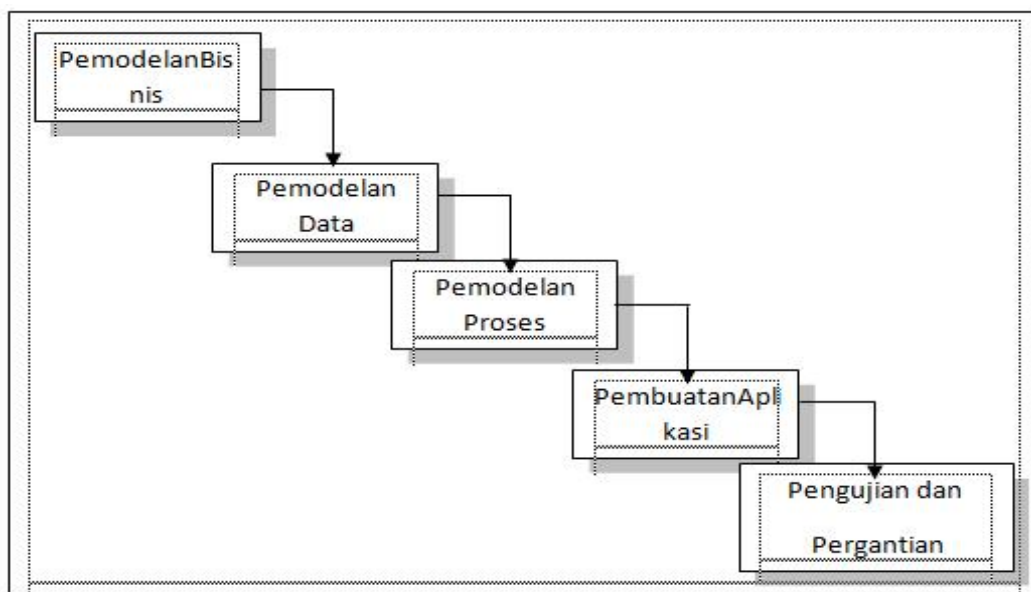 PemodelanBis
nis
Pemodelan
Data
Pemodelan
Proses
PembuatanApl
kasi
Pengujian dan
Pergantian